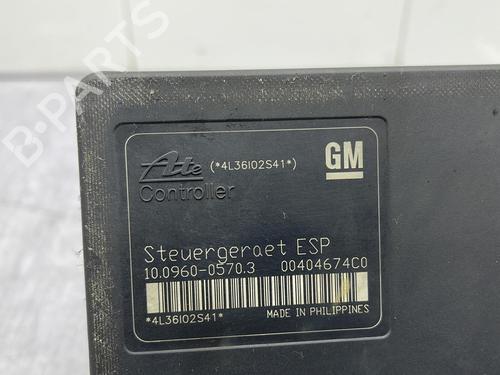 B-PARTS
Ate (*4L36I02S41*) GM
Controller
Steuergeraet ESP
10.0960-0570.3 00404674C0
*4L36I02S41* MADE IN PHILIPPINES